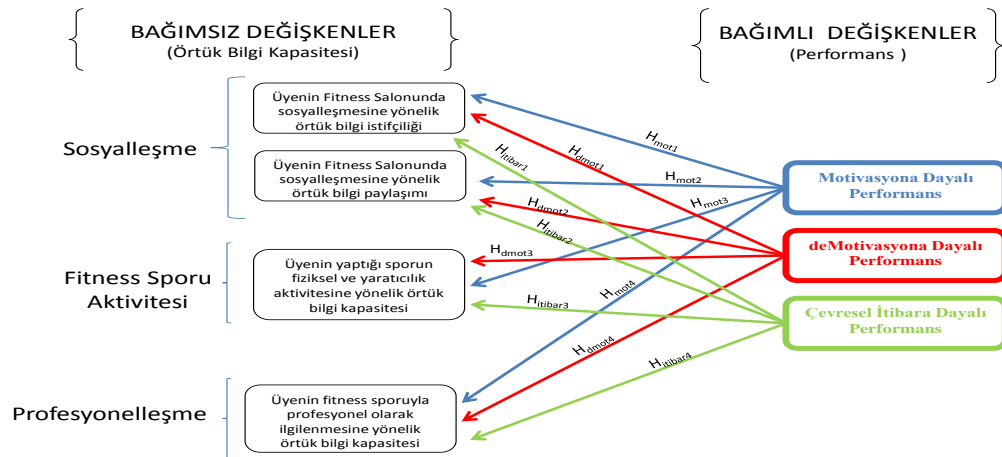 BAĞIMSIZ DEĞİŞKENLER
(Örtük Bilgi Kapasitesi)
BAĞIMLI DEĞİŞKENLER
(Performans )
Sosyalleşme
Üyenin Fitness Salonunda
sosyalleşmesine yönelik
örtük bilgi istifçiliği
Üyenin Fitness Salonunda
sosyalleşmesine yönelik
örtük bilgi paylaşımı
Fitness Sporu
Aktivitesi
Üyenin yaptığı sporun
fiziksel ve yaratıcılık
aktivitesine yönelik örtük
bilgi kapasitesi
Profesyonelleşme
Üyenin fitness sporuyla
profesyonel olarak
ilgilenmesine yönelik
örtük bilgi kapasitesi
Hmot1
Hdmot1
Hitibar1
Hmot2
Hmot3
Hdmot2
Hitibar2
Hdmot3
Hmot4
Hitibar3
Hdmot4
Hitibar4
Motivasyona Dayalı
Performans
deMotivasyona Dayalı
Performans
Çevresel İtibara Dayalı
Performans